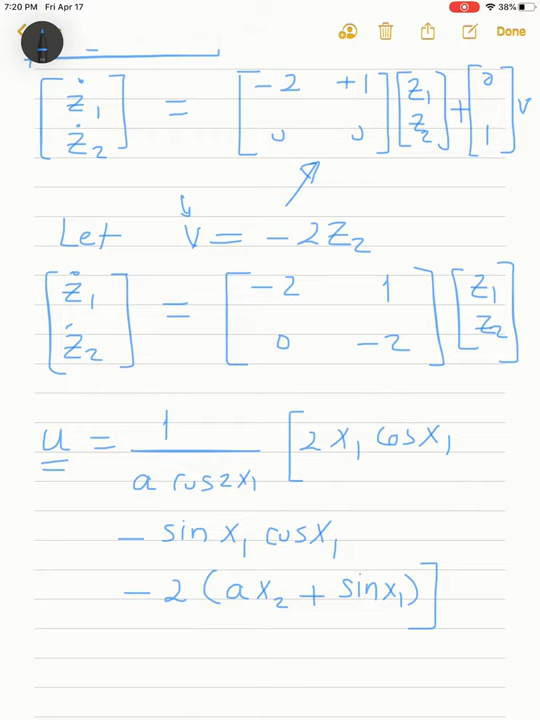 7:20 PM Fri Apr 17 38%
Done
[ż₁ ż₂] = [-2 +1 0 0] [z₁ z₂] + [0 1] v
Let v = -2z₂
[ż₁ ż₂] = [-2 1 0 -2] [z₁ z₂]
u = 1 / (a cos2x₁) [2x₁ cosx₁
- sin x₁ cosx₁
- 2 (ax₂ + sinx₁)]